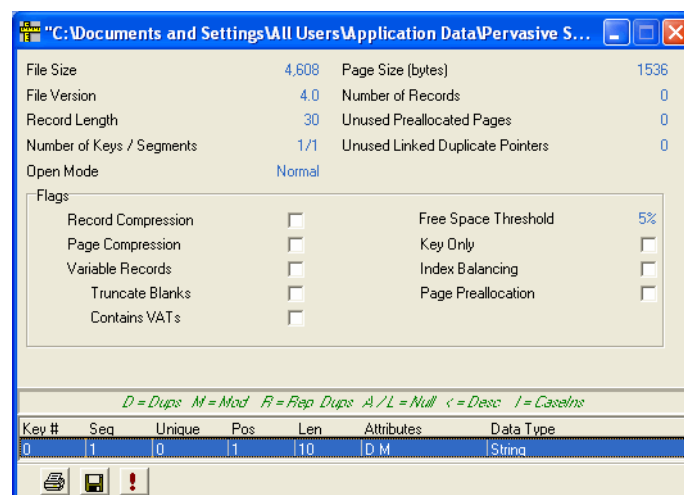 "C:\Documents and Settings\All Users\Application Data\Pervasive S...
File Size 4,608 Page Size (bytes) 1536
File Version 4.0 Number of Records 0
Record Length 30 Unused Preallocated Pages 0
Number of Keys / Segments 1/1 Unused Linked Duplicate Pointers 0
Open Mode Normal
Flags
Record Compression Free Space Threshold 5%
Page Compression Key Only
Variable Records Index Balancing
Truncate Blanks Page Preallocation
Contains VATs
D = Dups M = Mod R = Rep Dups A / L = Null < = Desc I = CaseIns
Key # Seg Unique Pos Len Attributes Data Type
0 1 0 1 10 D M String